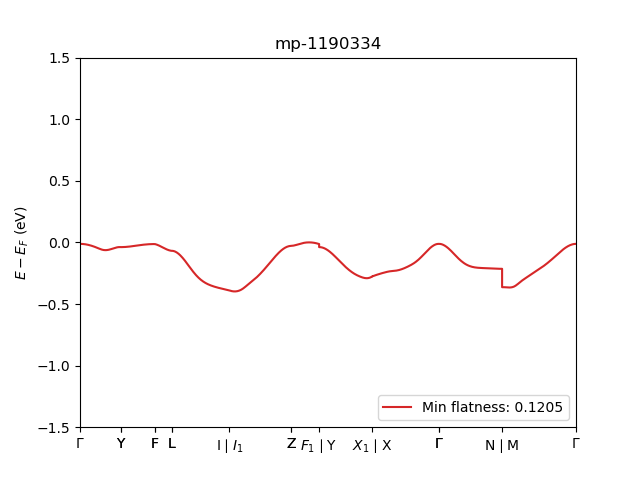 mp-1190334
E − E_F (eV)
1.5
1.0
0.5
0.0
−0.5
−1.0
−1.5
Min flatness: 0.1205
Γ Y F L I | I₁ Z F₁ | Y X₁ | X Γ N | M Γ